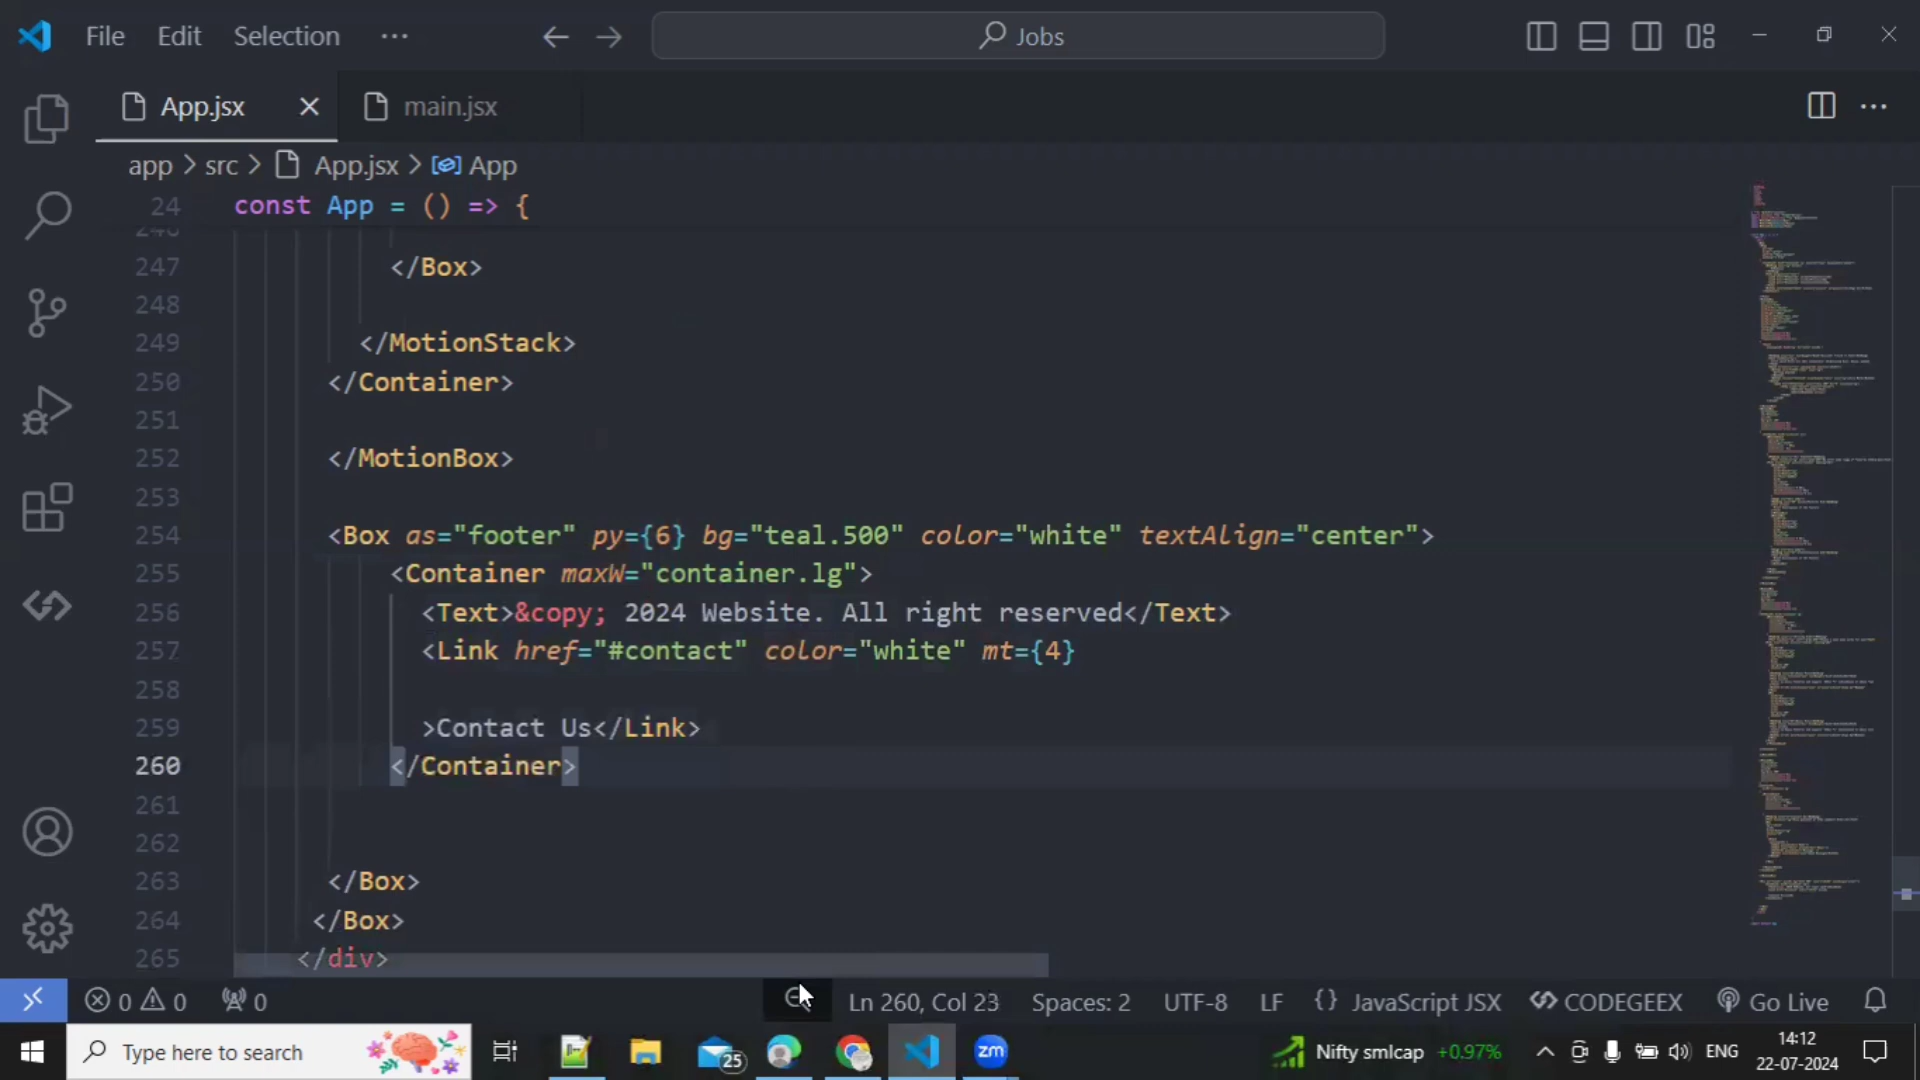 File Edit Selection ··· Jobs
App.jsx main.jsx
app > src > App.jsx > App
24 const App = () => {
247 </Box>
248
249 </MotionStack>
250 </Container>
251
252 </MotionBox>
253
254 <Box as="footer" py={6} bg="teal.500" color="white" textAlign="center">
255 <Container maxW="container.lg">
256 <Text>&copy; 2024 Website. All right reserved</Text>
257 <Link href="#contact" color="white" mt={4}
258
259 >Contact Us</Link>
260 </Container>
261
262
263 </Box>
264 </Box>
265 </div>
0 0 0 Ln 260, Col 23 Spaces: 2 UTF-8 LF {} JavaScript JSX CODEGEEX Go Live
Type here to search 25 zm Nifty smlcap +0.97% ENG 14:12
22-07-2024